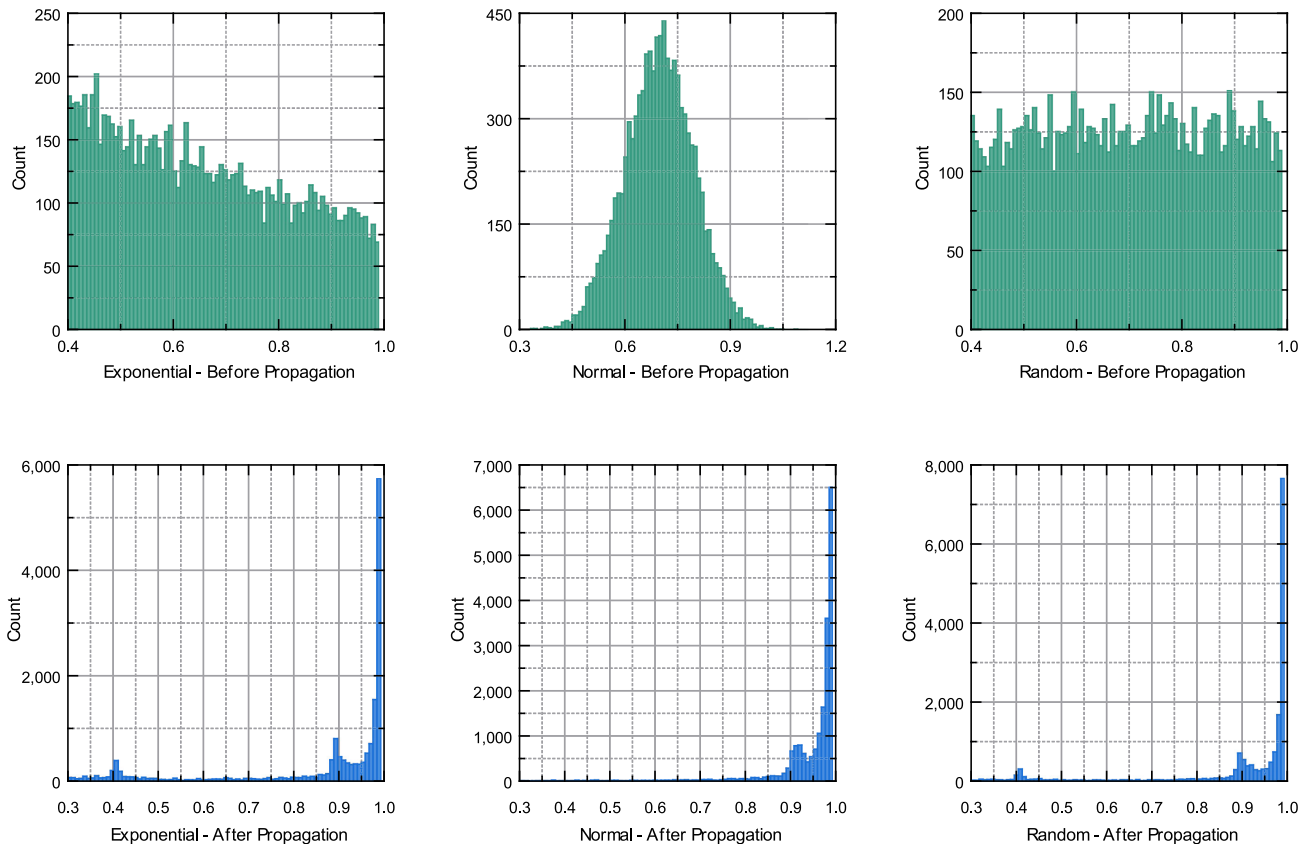 250
200
150
100
50
0
Count
0.4 0.6 0.8 1.0
Exponential - Before Propagation
450
300
150
0
Count
0.3 0.6 0.9 1.2
Normal - Before Propagation
200
150
100
50
0
Count
0.4 0.6 0.8 1.0
Random - Before Propagation
6,000
4,000
2,000
0
Count
0.3 0.4 0.5 0.6 0.7 0.8 0.9 1.0
Exponential - After Propagation
7,000
6,000
5,000
4,000
3,000
2,000
1,000
0
Count
0.3 0.4 0.5 0.6 0.7 0.8 0.9 1.0
Normal - After Propagation
8,000
6,000
4,000
2,000
0
Count
0.3 0.4 0.5 0.6 0.7 0.8 0.9 1.0
Random - After Propagation